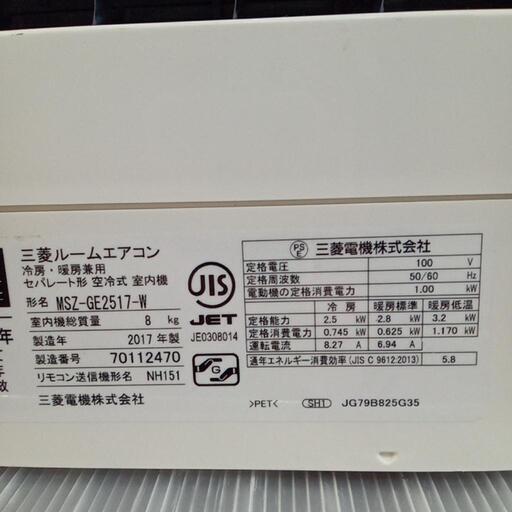 三菱ルームエアコン
冷房・暖房兼用
セパレート形 空冷式 室内機
形名 MSZ-GE2517-W
室内機総質量 8 kg
製造年 2017 年製
製造番号 70112470
リモコン送信機形名 NH151
三菱電機株式会社
年
年
故
JIS
JET
JE0308014
G
PS
E
三菱電機株式会社
定格電圧 100 V
定格周波数 50/60 Hz
電動機の定格消費電力 1.00 kW
冷房 暖房標準 暖房低温
定格能力 2.5 kW 2.8 kW 3.2 kW
定格消費電力 0.745 kW 0.625 kW 1.170 kW
運転電流 8.27 A 6.94 A
通年エネルギー消費効率(JIS C 9612:2013) 5.8
>PET< SH1 JG79B825G35